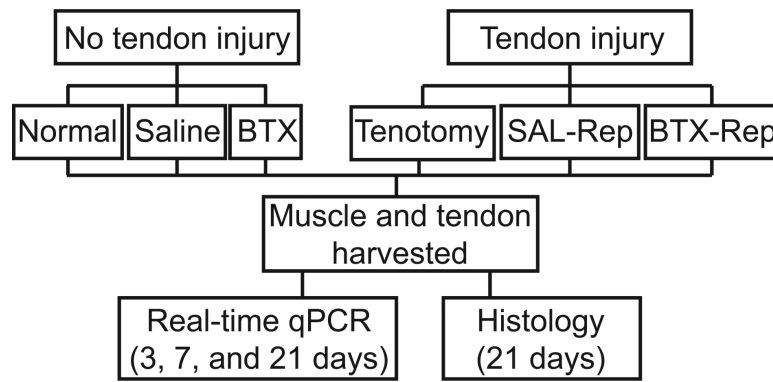 No tendon injury
Tendon injury
Normal
Saline
BTX
Tenotomy
SAL-Rep
BTX-Rep
Muscle and tendon
harvested
Real-time qPCR
(3, 7, and 21 days)
Histology
(21 days)